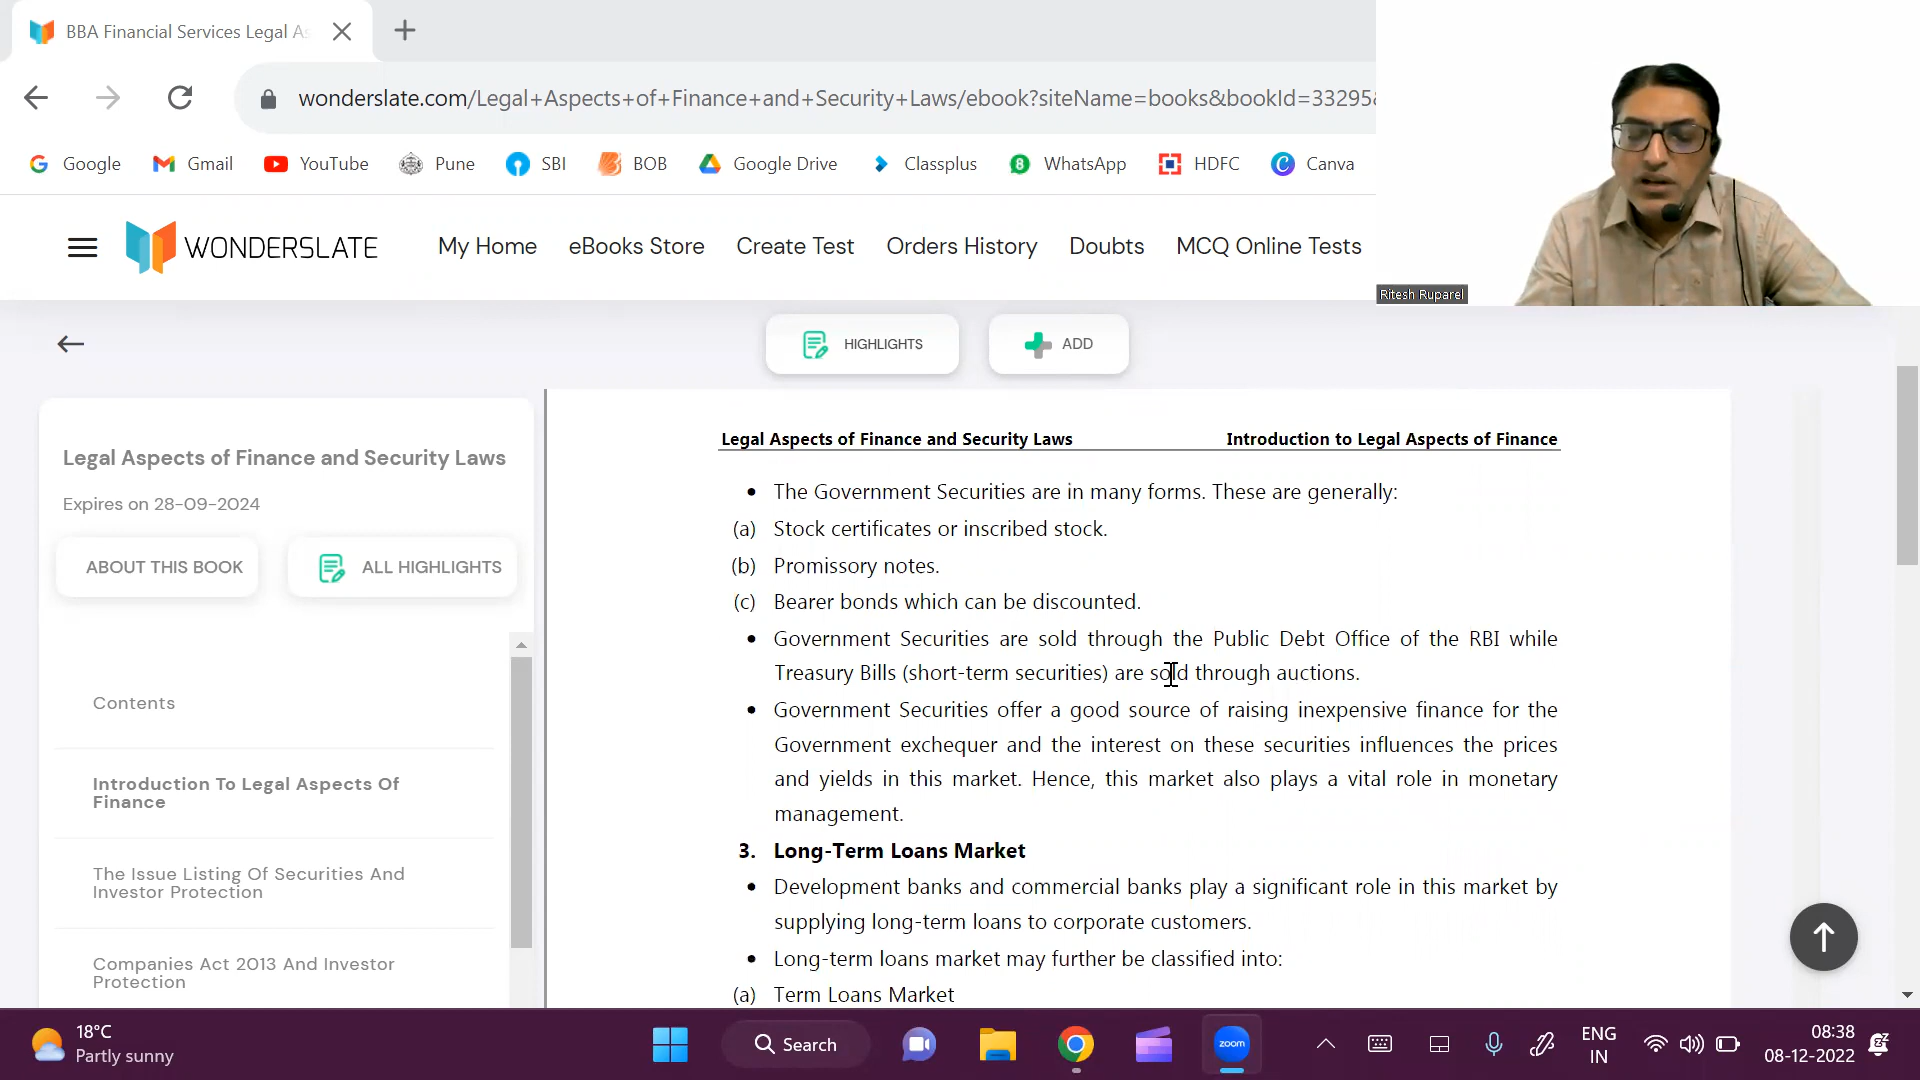 BBA Financial Services Legal As
wonderslate.com/Legal+Aspects+of+Finance+and+Security+Laws/ebook?siteName=books&bookId=33295&
Google Gmail YouTube Pune SBI BOB Google Drive Classplus 8 WhatsApp HDFC Canva
WONDERSLATE My Home eBooks Store Create Test Orders History Doubts MCQ Online Tests
Ritesh Ruparel
HIGHLIGHTS ADD
Legal Aspects of Finance and Security Laws
Expires on 28-09-2024
ABOUT THIS BOOK ALL HIGHLIGHTS
Contents
Introduction To Legal Aspects Of
Finance
The Issue Listing Of Securities And
Investor Protection
Companies Act 2013 And Investor
Protection
Legal Aspects of Finance and Security Laws Introduction to Legal Aspects of Finance
• The Government Securities are in many forms. These are generally:
(a) Stock certificates or inscribed stock.
(b) Promissory notes.
(c) Bearer bonds which can be discounted.
• Government Securities are sold through the Public Debt Office of the RBI while
Treasury Bills (short-term securities) are sold through auctions.
• Government Securities offer a good source of raising inexpensive finance for the
Government exchequer and the interest on these securities influences the prices
and yields in this market. Hence, this market also plays a vital role in monetary
management.
3. Long-Term Loans Market
• Development banks and commercial banks play a significant role in this market by
supplying long-term loans to corporate customers.
• Long-term loans market may further be classified into:
(a) Term Loans Market
18°C
Partly sunny
Search
zoom
ENG
IN
08:38
08-12-2022